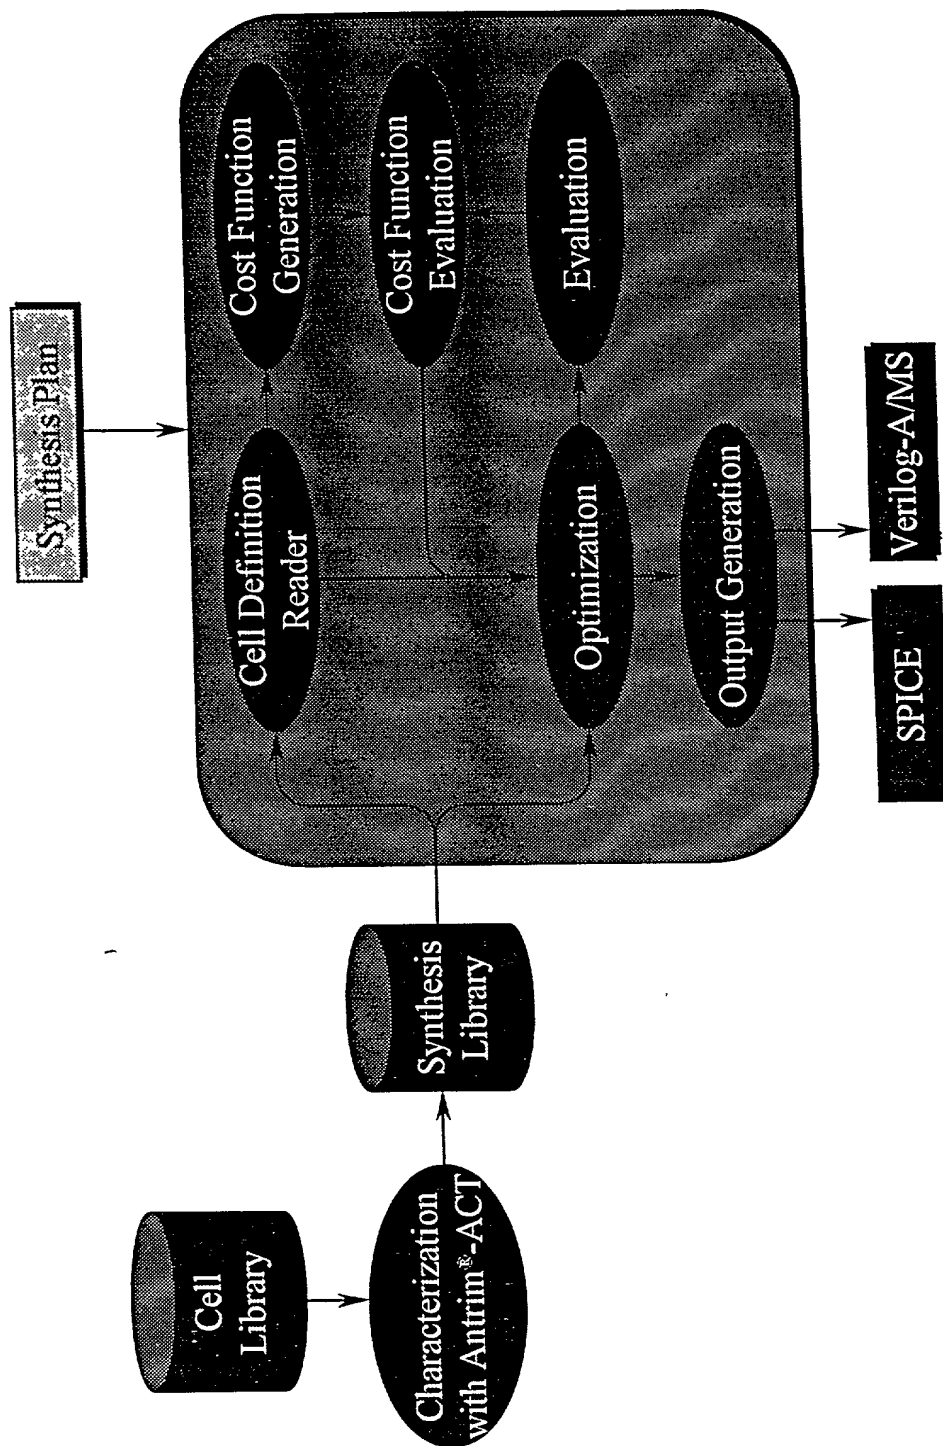 Synthesis Plan
Cell Definition
Reader
Cost Function
Generation
Cost Function
Evaluation
Optimization
Evaluation
Output Generation
SPICE
Verilog-A/MS
Cell
Library
Characterization
with Antrim®-ACT
Synthesis
Library